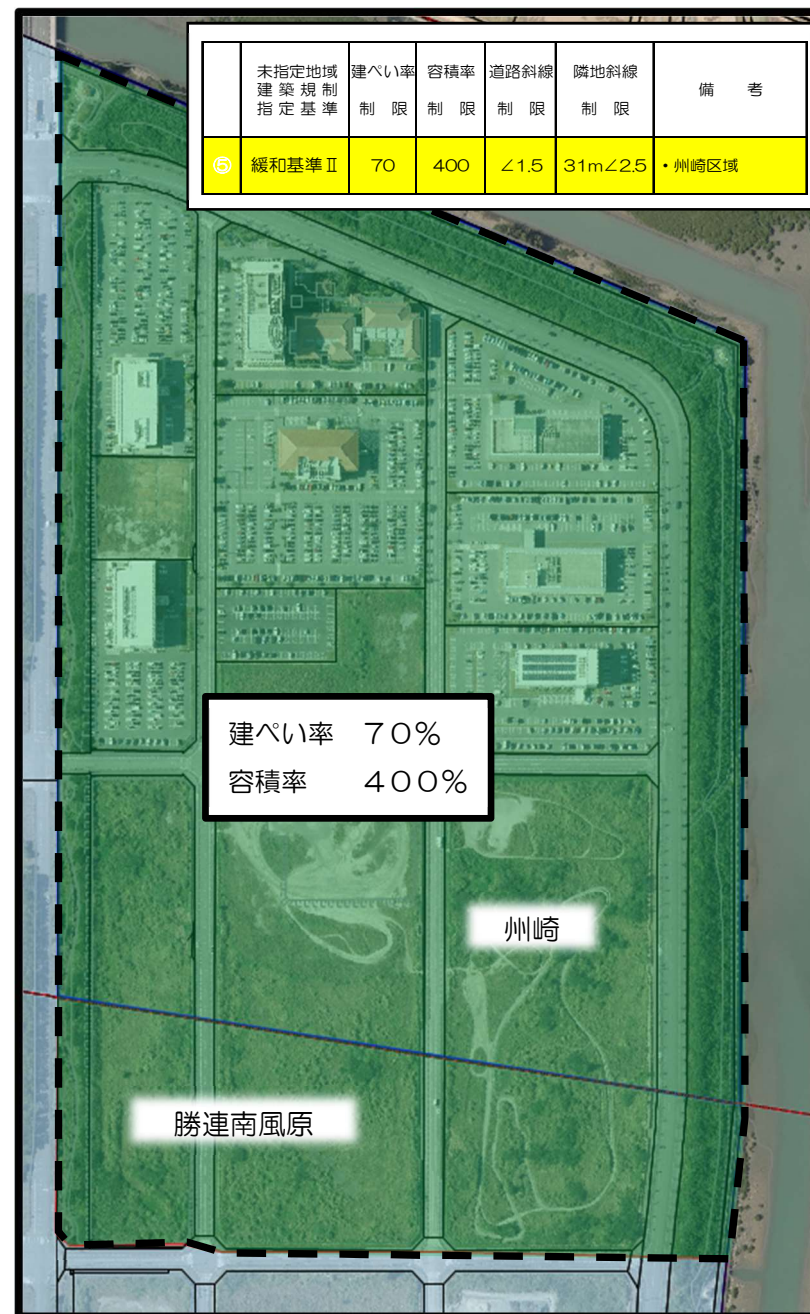 未指定地域 建ぺい率 容積率 道路斜線 隣地斜線 備 考
建築規制
指定基準 制 限 制 限 制 限 制 限
⑤ 緩和基準Ⅱ 70 400 ∠1.5 31m∠2.5 ・州崎区域
建ぺい率 70%
容積率 400%
州崎
勝連南風原